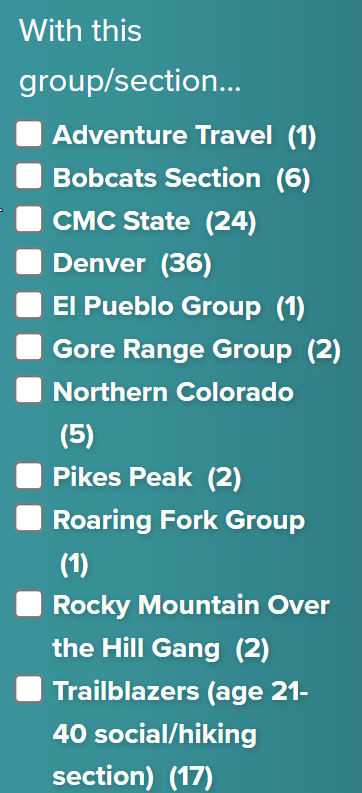 With this
group/section...
Adventure Travel (1)
Bobcats Section (6)
CMC State (24)
Denver (36)
El Pueblo Group (1)
Gore Range Group (2)
Northern Colorado
(5)
Pikes Peak (2)
Roaring Fork Group
(1)
Rocky Mountain Over
the Hill Gang (2)
Trailblazers (age 21-
40 social/hiking
section) (17)